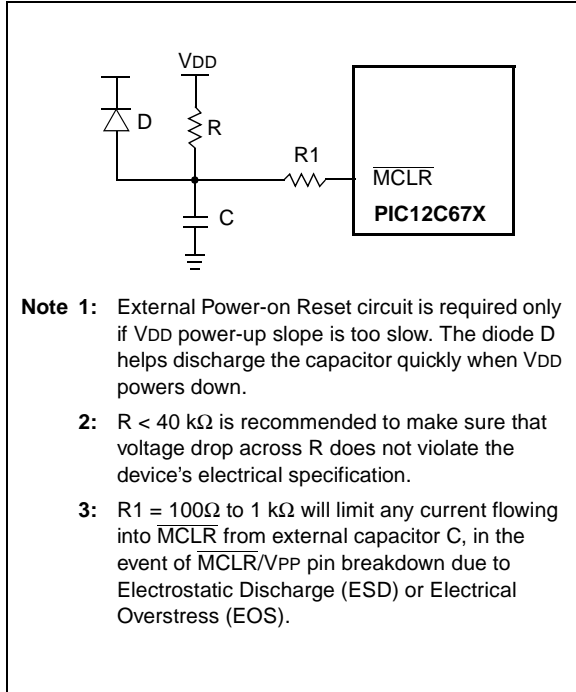 VDD
D
R
R1
MCLR
PIC12C67X
C
Note 1: External Power-on Reset circuit is required only
if VDD power-up slope is too slow. The diode D
helps discharge the capacitor quickly when VDD
powers down.
2: R < 40 kΩ is recommended to make sure that
voltage drop across R does not violate the
device's electrical specification.
3: R1 = 100Ω to 1 kΩ will limit any current flowing
into MCLR from external capacitor C, in the
event of MCLR/VPP pin breakdown due to
Electrostatic Discharge (ESD) or Electrical
Overstress (EOS).